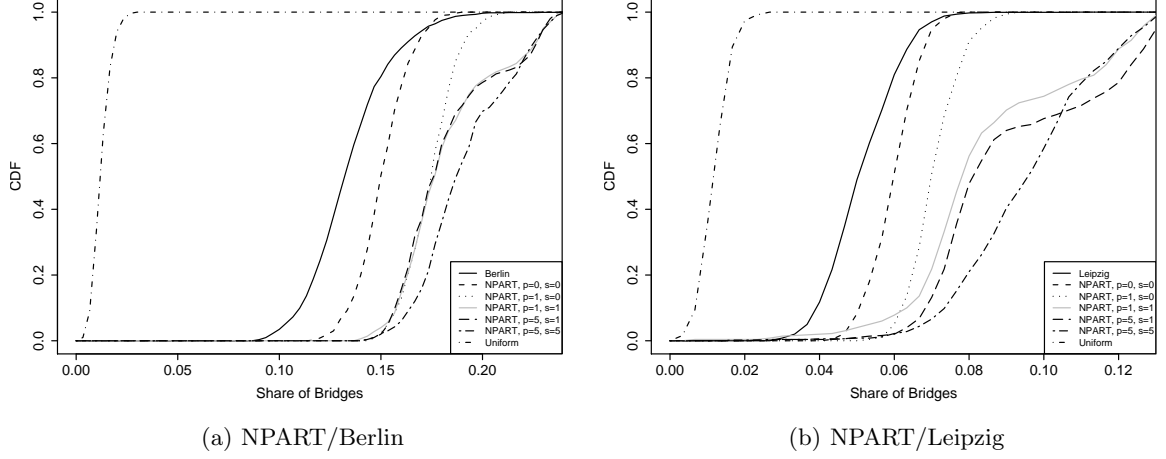 1.0
0.8
0.6
0.4
0.2
0.0
CDF
0.00 0.05 0.10 0.15 0.20
Share of Bridges
Berlin
NPART, p=0, s=0
NPART, p=1, s=0
NPART, p=1, s=1
NPART, p=5, s=1
NPART, p=5, s=5
Uniform
(a) NPART/Berlin
1.0
0.8
0.6
0.4
0.2
0.0
CDF
0.00 0.02 0.04 0.06 0.08 0.10 0.12
Share of Bridges
Leipzig
NPART, p=0, s=0
NPART, p=1, s=0
NPART, p=1, s=1
NPART, p=5, s=1
NPART, p=5, s=5
Uniform
(b) NPART/Leipzig